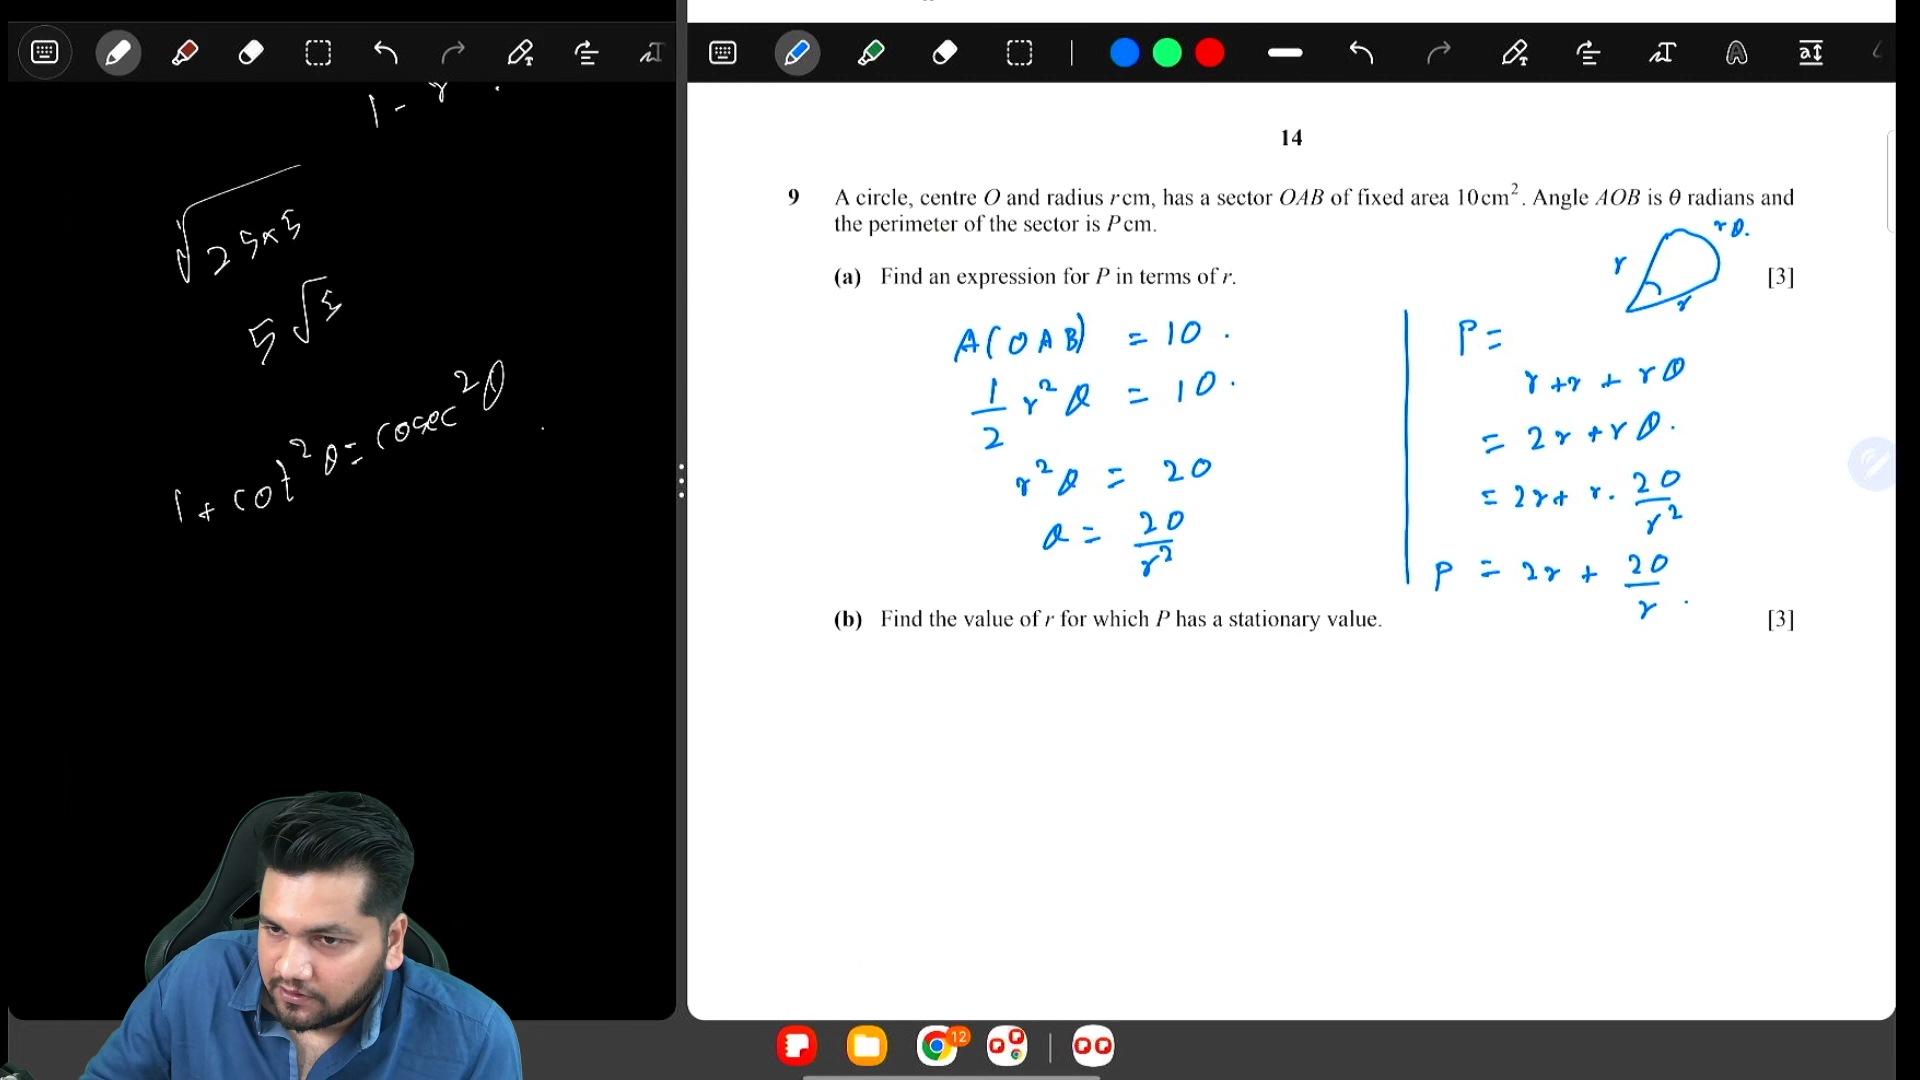 1 - r .
√25×5
5√5
1 + cot²θ = cosec²θ
14
9 A circle, centre O and radius r cm, has a sector OAB of fixed area 10 cm². Angle AOB is θ radians and
the perimeter of the sector is P cm.
rθ.
r
r
(a) Find an expression for P in terms of r. [3]
A(OAB) = 10 .
1/2 r²θ = 10.
r²θ = 20
θ = 20/r²
P =
r + r + rθ
= 2r + rθ.
= 2r + r. 20/r²
P = 2r + 20/r .
(b) Find the value of r for which P has a stationary value. [3]
12